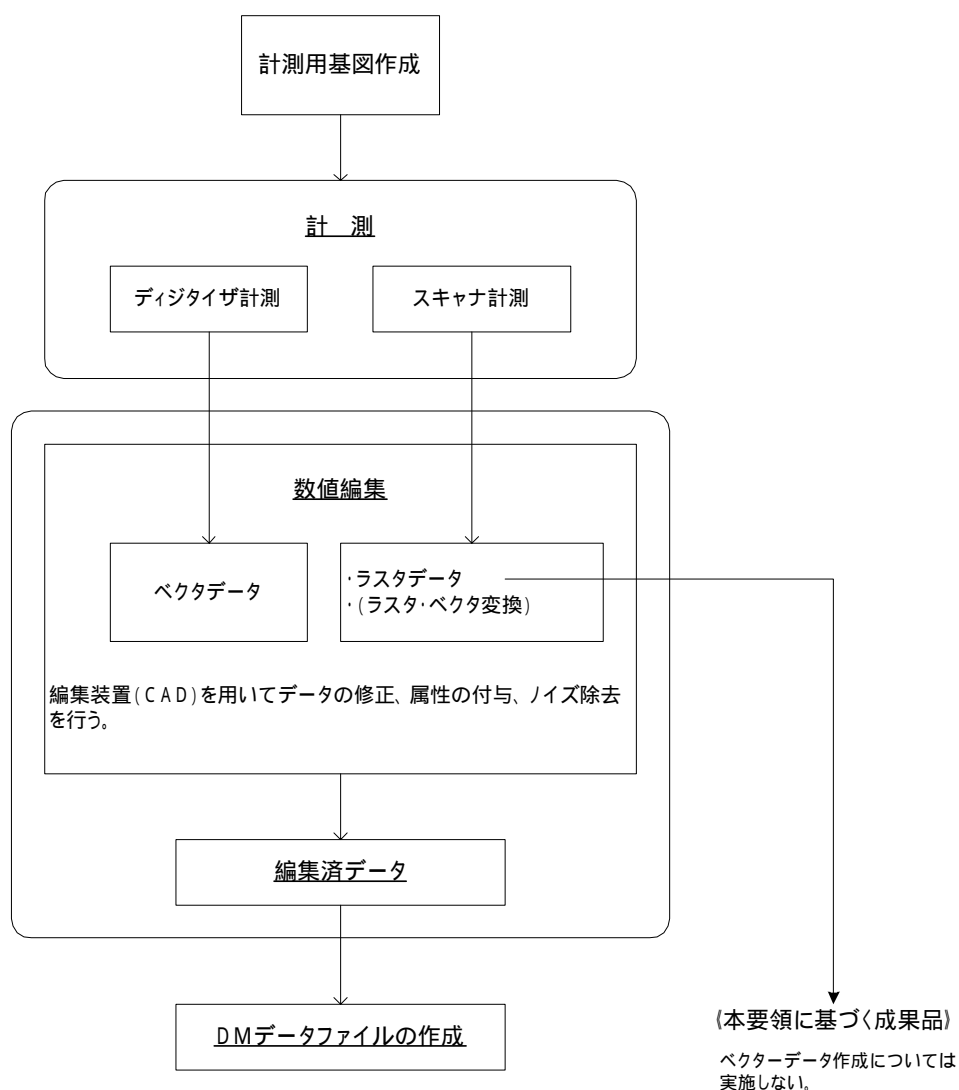 計測用基図作成
計 測
ディジタイザ計測
スキャナ計測
数値編集
ベクタデータ
・ラスタデータ
・(ラスタ・ベクタ変換)
編集装置(CAD)を用いてデータの修正、属性の付与、ノイズ除去
を行う。
編集済データ
DMデータファイルの作成
《本要領に基づく成果品》
ベクターデータ作成については
実施しない。